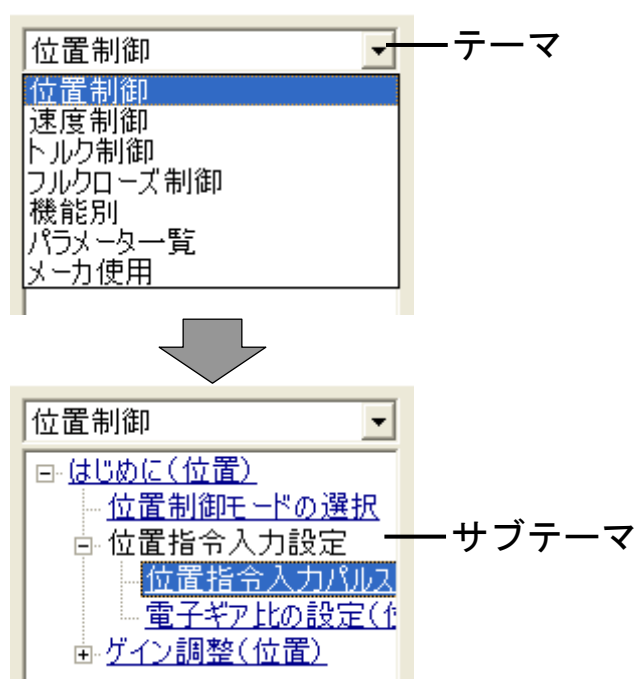 位置制御
テーマ
位置制御
速度制御
トルク制御
フルクローズ制御
機能別
パラメータ一覧
メーカ使用
位置制御
はじめに(位置)
位置制御モードの選択
位置指令入力設定
サブテーマ
位置指令入力パルス
電子ギア比の設定(
ゲイン調整(位置)